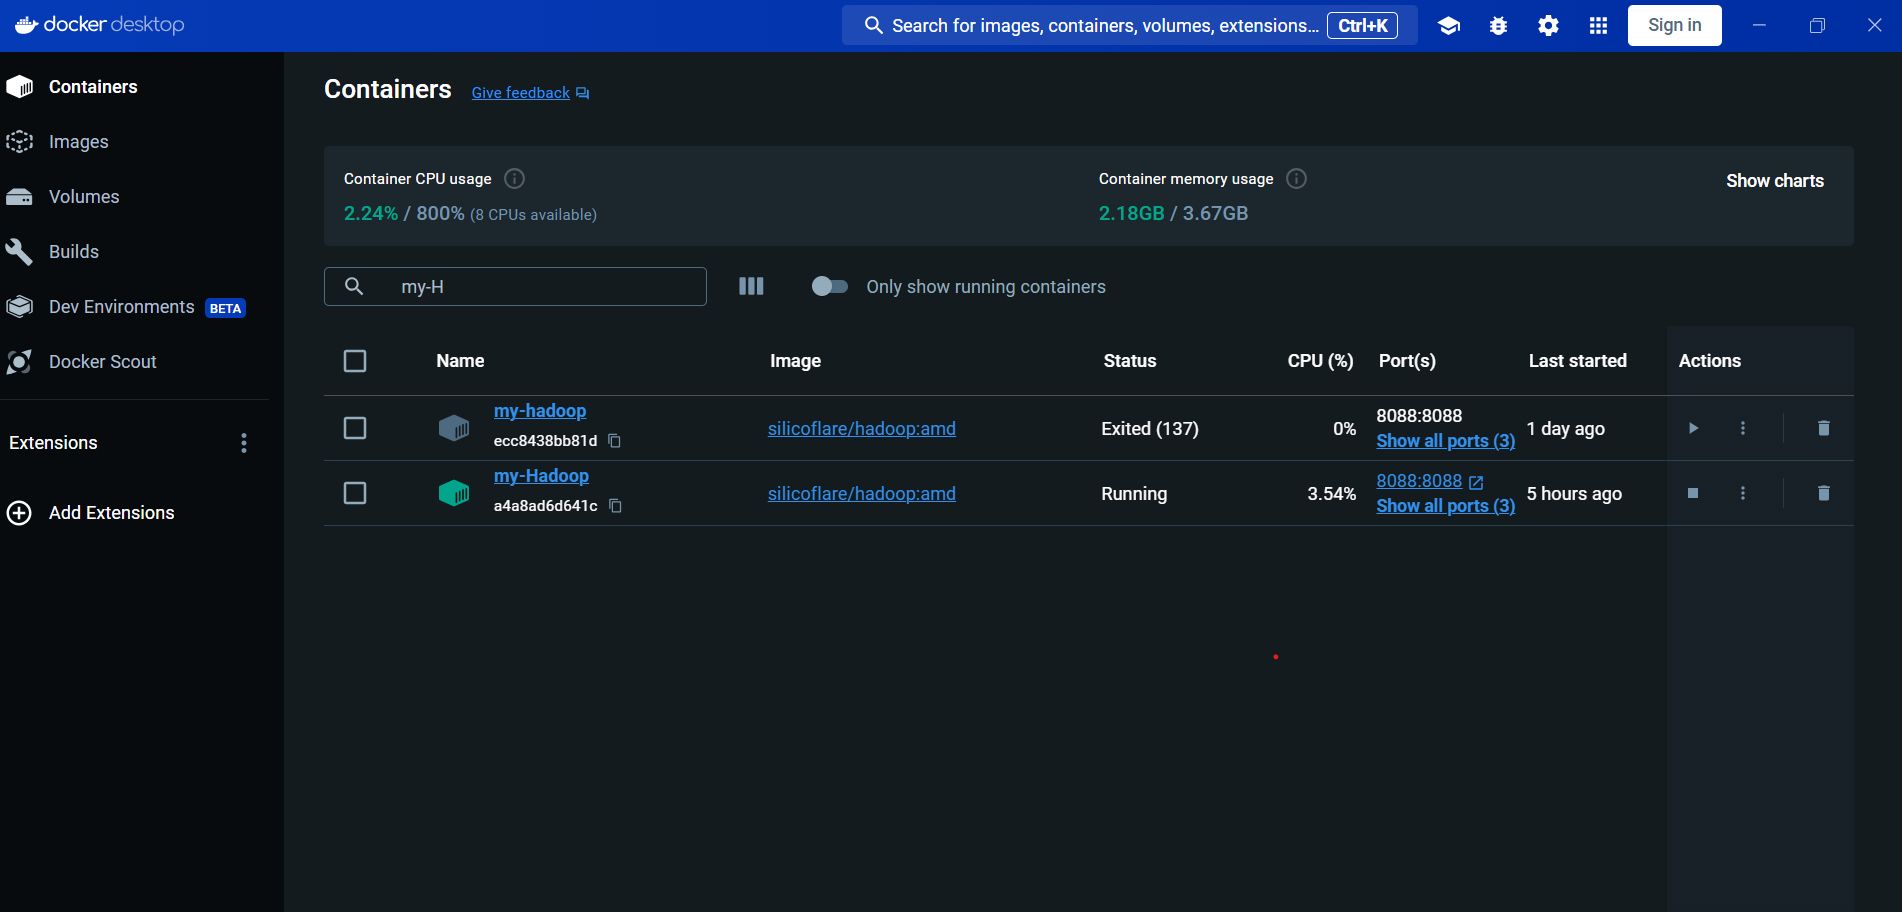 docker desktop
Search for images, containers, volumes, extensions... Ctrl+K
Sign in
Containers
Images
Volumes
Builds
Dev Environments BETA
Docker Scout
Extensions
Add Extensions
Containers Give feedback
Container CPU usage
2.24% / 800% (8 CPUs available)
Container memory usage
2.18GB / 3.67GB
Show charts
my-H
Only show running containers
Name Image Status CPU (%) Port(s) Last started Actions
my-hadoop
ecc8438bb81d
silicoflare/hadoop:amd
Exited (137)
0%
8088:8088
Show all ports (3)
1 day ago
my-Hadoop
a4a8ad6d641c
silicoflare/hadoop:amd
Running
3.54%
8088:8088
Show all ports (3)
5 hours ago